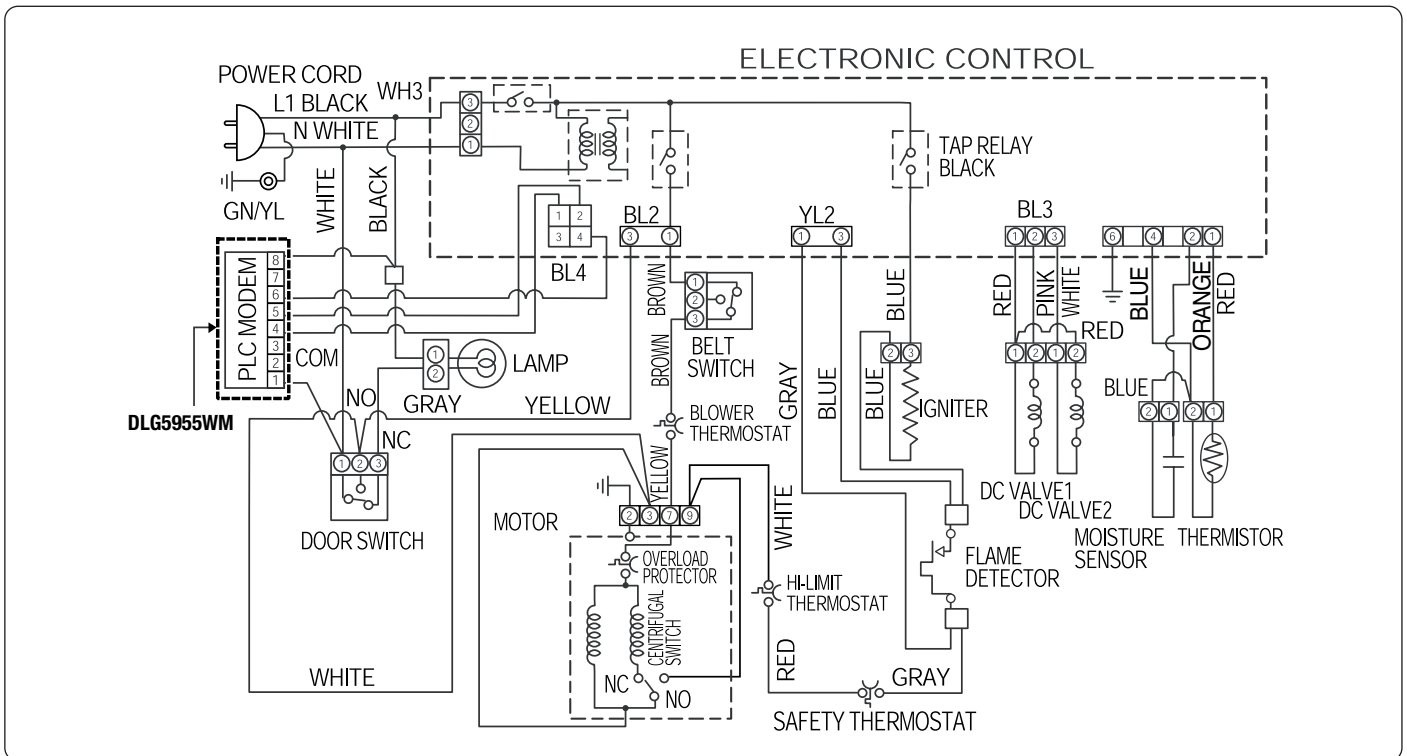 ELECTRONIC CONTROL
POWER CORD
L1 BLACK
WH3
N WHITE
3
2
1
TAP RELAY
BLACK
GN/YL
WHITE
BLACK
1 2
3 4
BL4
BL2
3 1
YL2
1 3
BL3
1 2 3
6 4 2 1
PLC MODEM
8
7
6
5
4
3
2
1
DLG5955WM
COM
NO
NC
1 2 3
DOOR SWITCH
1
2
LAMP
GRAY
YELLOW
BROWN
1
2
3
BELT
SWITCH
BROWN
BLOWER
THERMOSTAT
YELLOW
GRAY
BLUE
BLUE
BLUE
2 3
IGNITER
RED
PINK
WHITE
RED
1 2 1 2
DC VALVE1
DC VALVE2
BLUE
ORANGE
RED
BLUE
2 1 2 1
MOISTURE
SENSOR
THERMISTOR
MOTOR
2 3 7 9
OVERLOAD
PROTECTOR
CENTRIFUGAL
SWITCH
NC
NO
WHITE
WHITE
HI-LIMIT
THERMOSTAT
RED
GRAY
SAFETY THERMOSTAT
FLAME
DETECTOR